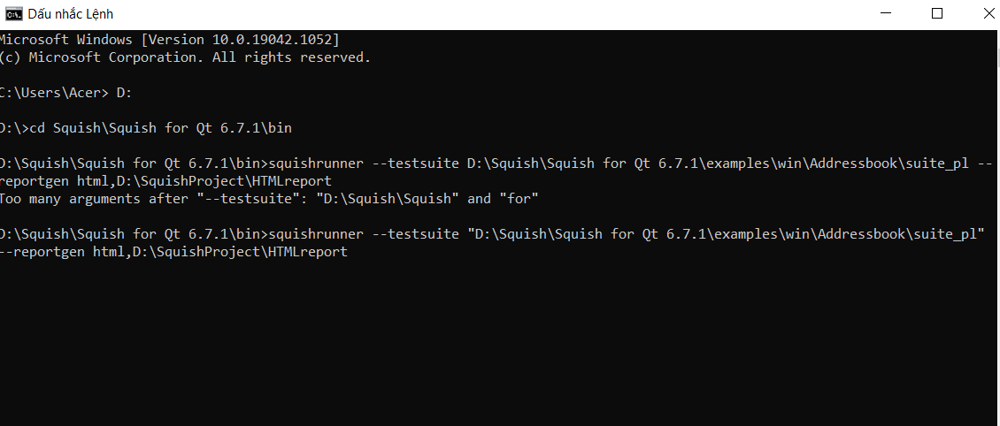 Dấu nhắc Lệnh
Microsoft Windows [Version 10.0.19042.1052]
(c) Microsoft Corporation. All rights reserved.
C:\Users\Acer> D:
D:\>cd Squish\Squish for Qt 6.7.1\bin
D:\Squish\Squish for Qt 6.7.1\bin>squishrunner --testsuite D:\Squish\Squish for Qt 6.7.1\examples\win\Addressbook\suite_pl --
reportgen html,D:\SquishProject\HTMLreport
Too many arguments after "--testsuite": "D:\Squish\Squish" and "for"
D:\Squish\Squish for Qt 6.7.1\bin>squishrunner --testsuite "D:\Squish\Squish for Qt 6.7.1\examples\win\Addressbook\suite_pl"
--reportgen html,D:\SquishProject\HTMLreport